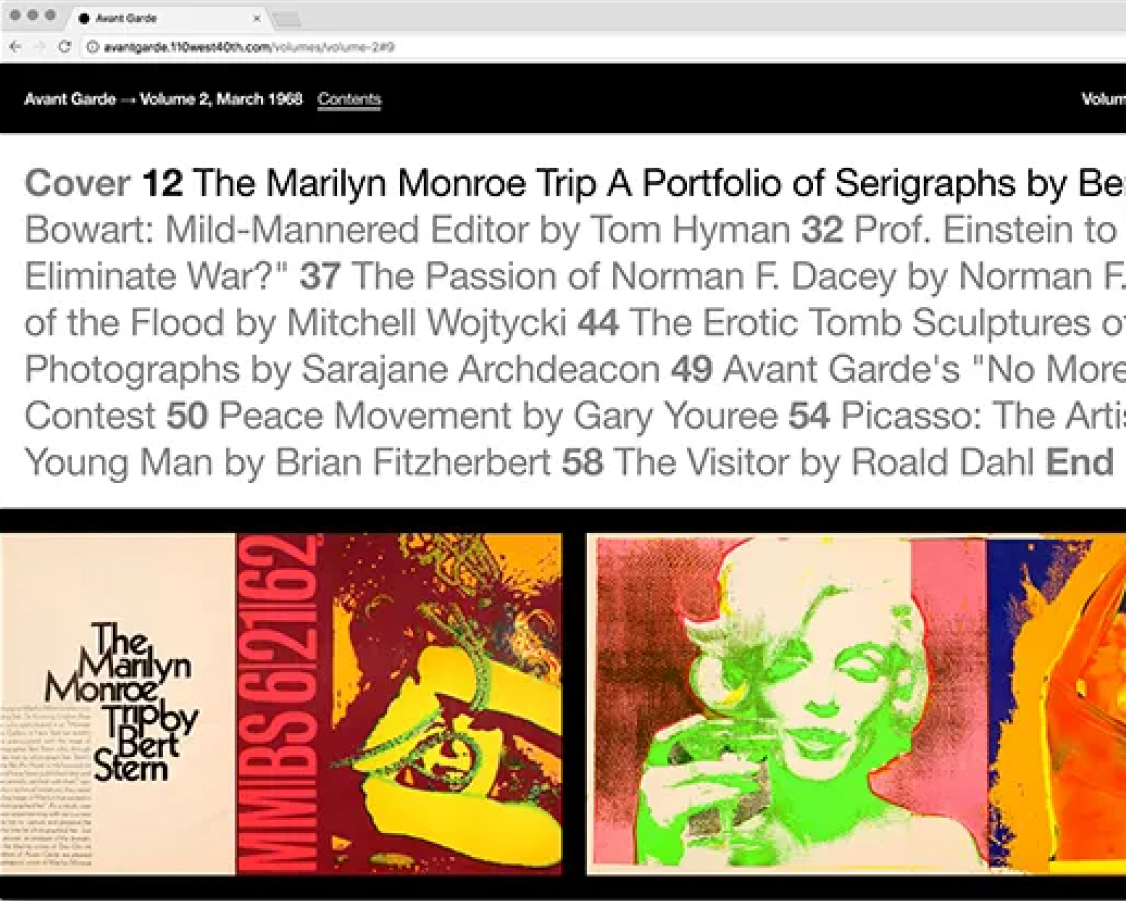 Avant Garde
avantgarde.110west40th.com/volumes/volume-2#9
Avant Garde → Volume 2, March 1968 Contents
Volum
Cover 12 The Marilyn Monroe Trip A Portfolio of Serigraphs by Be
Bowart: Mild-Mannered Editor by Tom Hyman 32 Prof. Einstein to
Eliminate War?" 37 The Passion of Norman F. Dacey by Norman F.
of the Flood by Mitchell Wojtycki 44 The Erotic Tomb Sculptures of
Photographs by Sarajane Archdeacon 49 Avant Garde's "No More
Contest 50 Peace Movement by Gary Youree 54 Picasso: The Artis
Young Man by Brian Fitzherbert 58 The Visitor by Roald Dahl End
The
Marilyn
Monroe
Trip by
Bert
Stern
MMIBS 62162